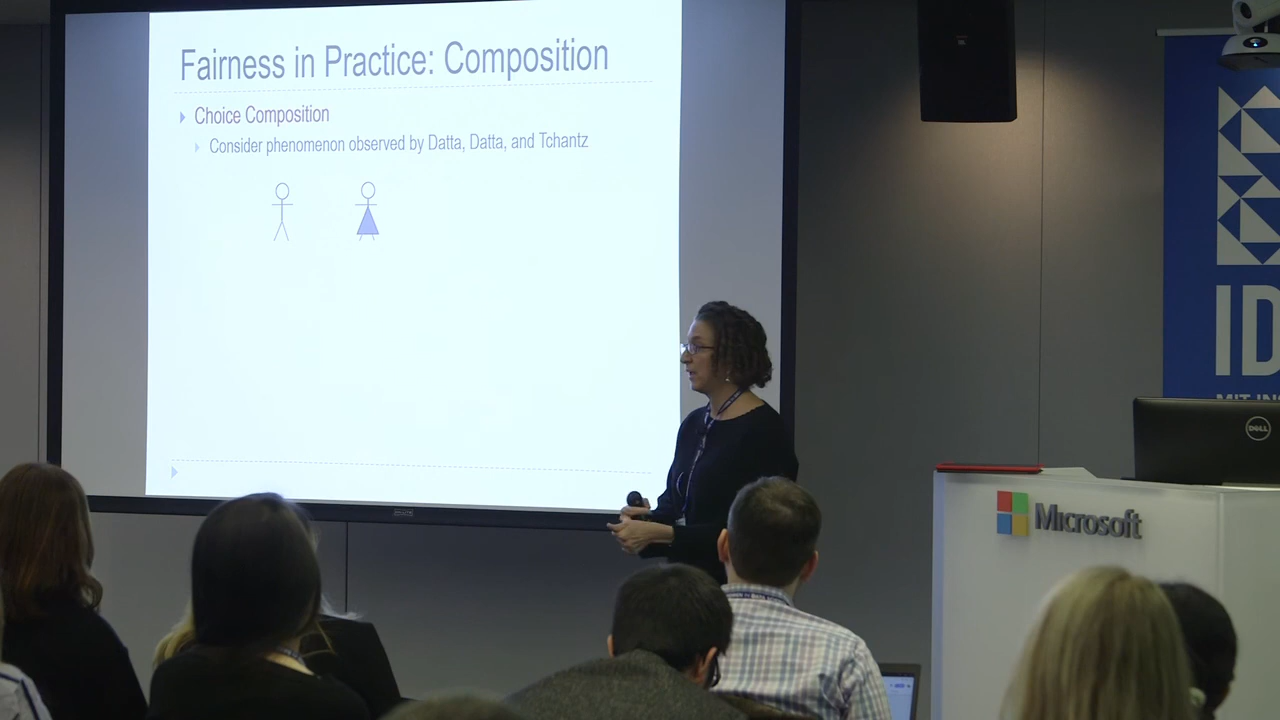 Fairness in Practice: Composition
Choice Composition
Consider phenomenon observed by Datta, Datta, and Tchantz
ID
DELL
Microsoft